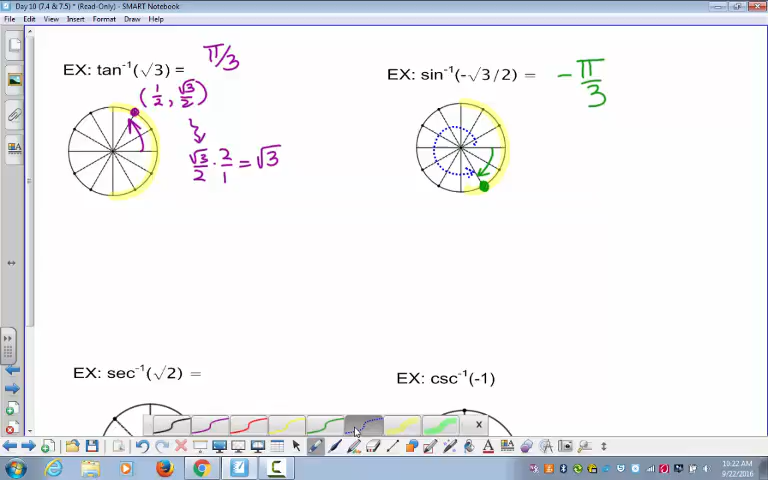 Day 10 (7.4 & 7.5) * (Read-Only) - SMART Notebook
File Edit View Insert Format Draw Help
EX: tan⁻¹(√3) = π/3
(1/2, √3/2)
√3/2 · 2/1 = √3
EX: sin⁻¹(-√3/2) = -π/3
EX: sec⁻¹(√2) =
EX: csc⁻¹(-1)
10:22 AM
9/22/2016